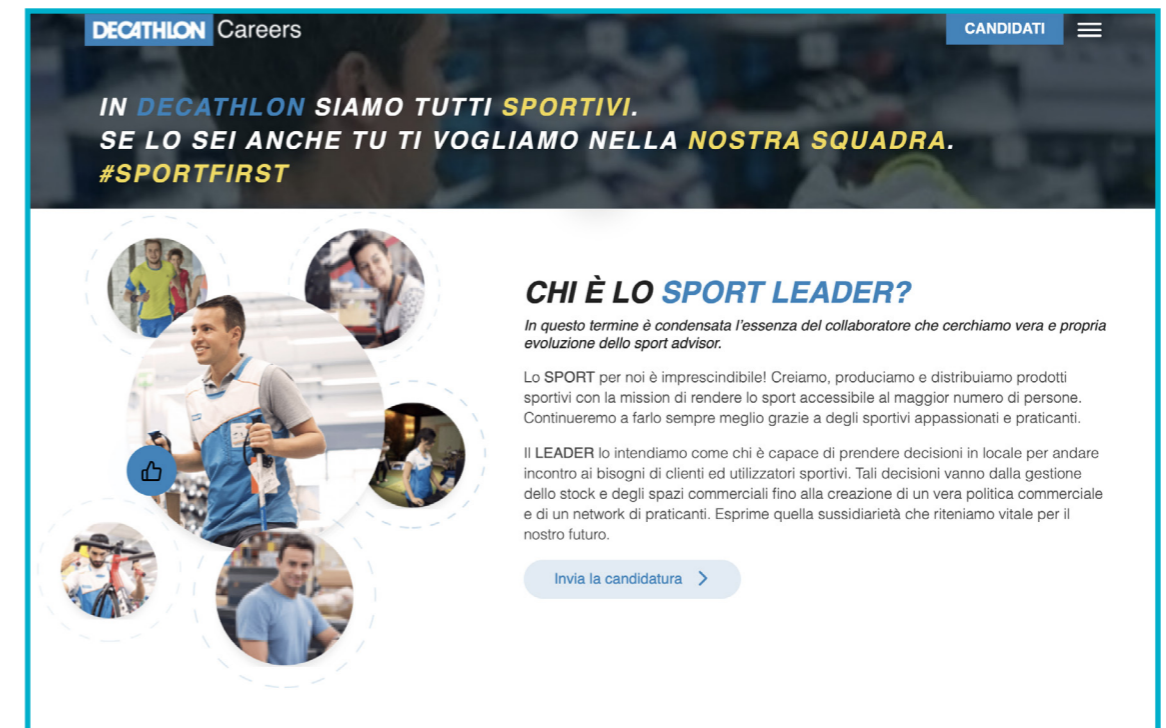 DECATHLON Careers
CANDIDATI
IN DECATHLON SIAMO TUTTI SPORTIVI.
SE LO SEI ANCHE TU TI VOGLIAMO NELLA NOSTRA SQUADRA.
#SPORTFIRST
CHI È LO SPORT LEADER?
In questo termine è condensata l'essenza del collaboratore che cerchiamo vera e propria
evoluzione dello sport advisor.
Lo SPORT per noi è imprescindibile! Creiamo, produciamo e distribuiamo prodotti
sportivi con la mission di rendere lo sport accessibile al maggior numero di persone.
Continueremo a farlo sempre meglio grazie a degli sportivi appassionati e praticanti.
Il LEADER lo intendiamo come chi è capace di prendere decisioni in locale per andare
incontro ai bisogni di clienti ed utilizzatori sportivi. Tali decisioni vanno dalla gestione
dello stock e degli spazi commerciali fino alla creazione di un vera politica commerciale
e di un network di praticanti. Esprime quella sussidiarietà che riteniamo vitale per il
nostro futuro.
Invia la candidatura